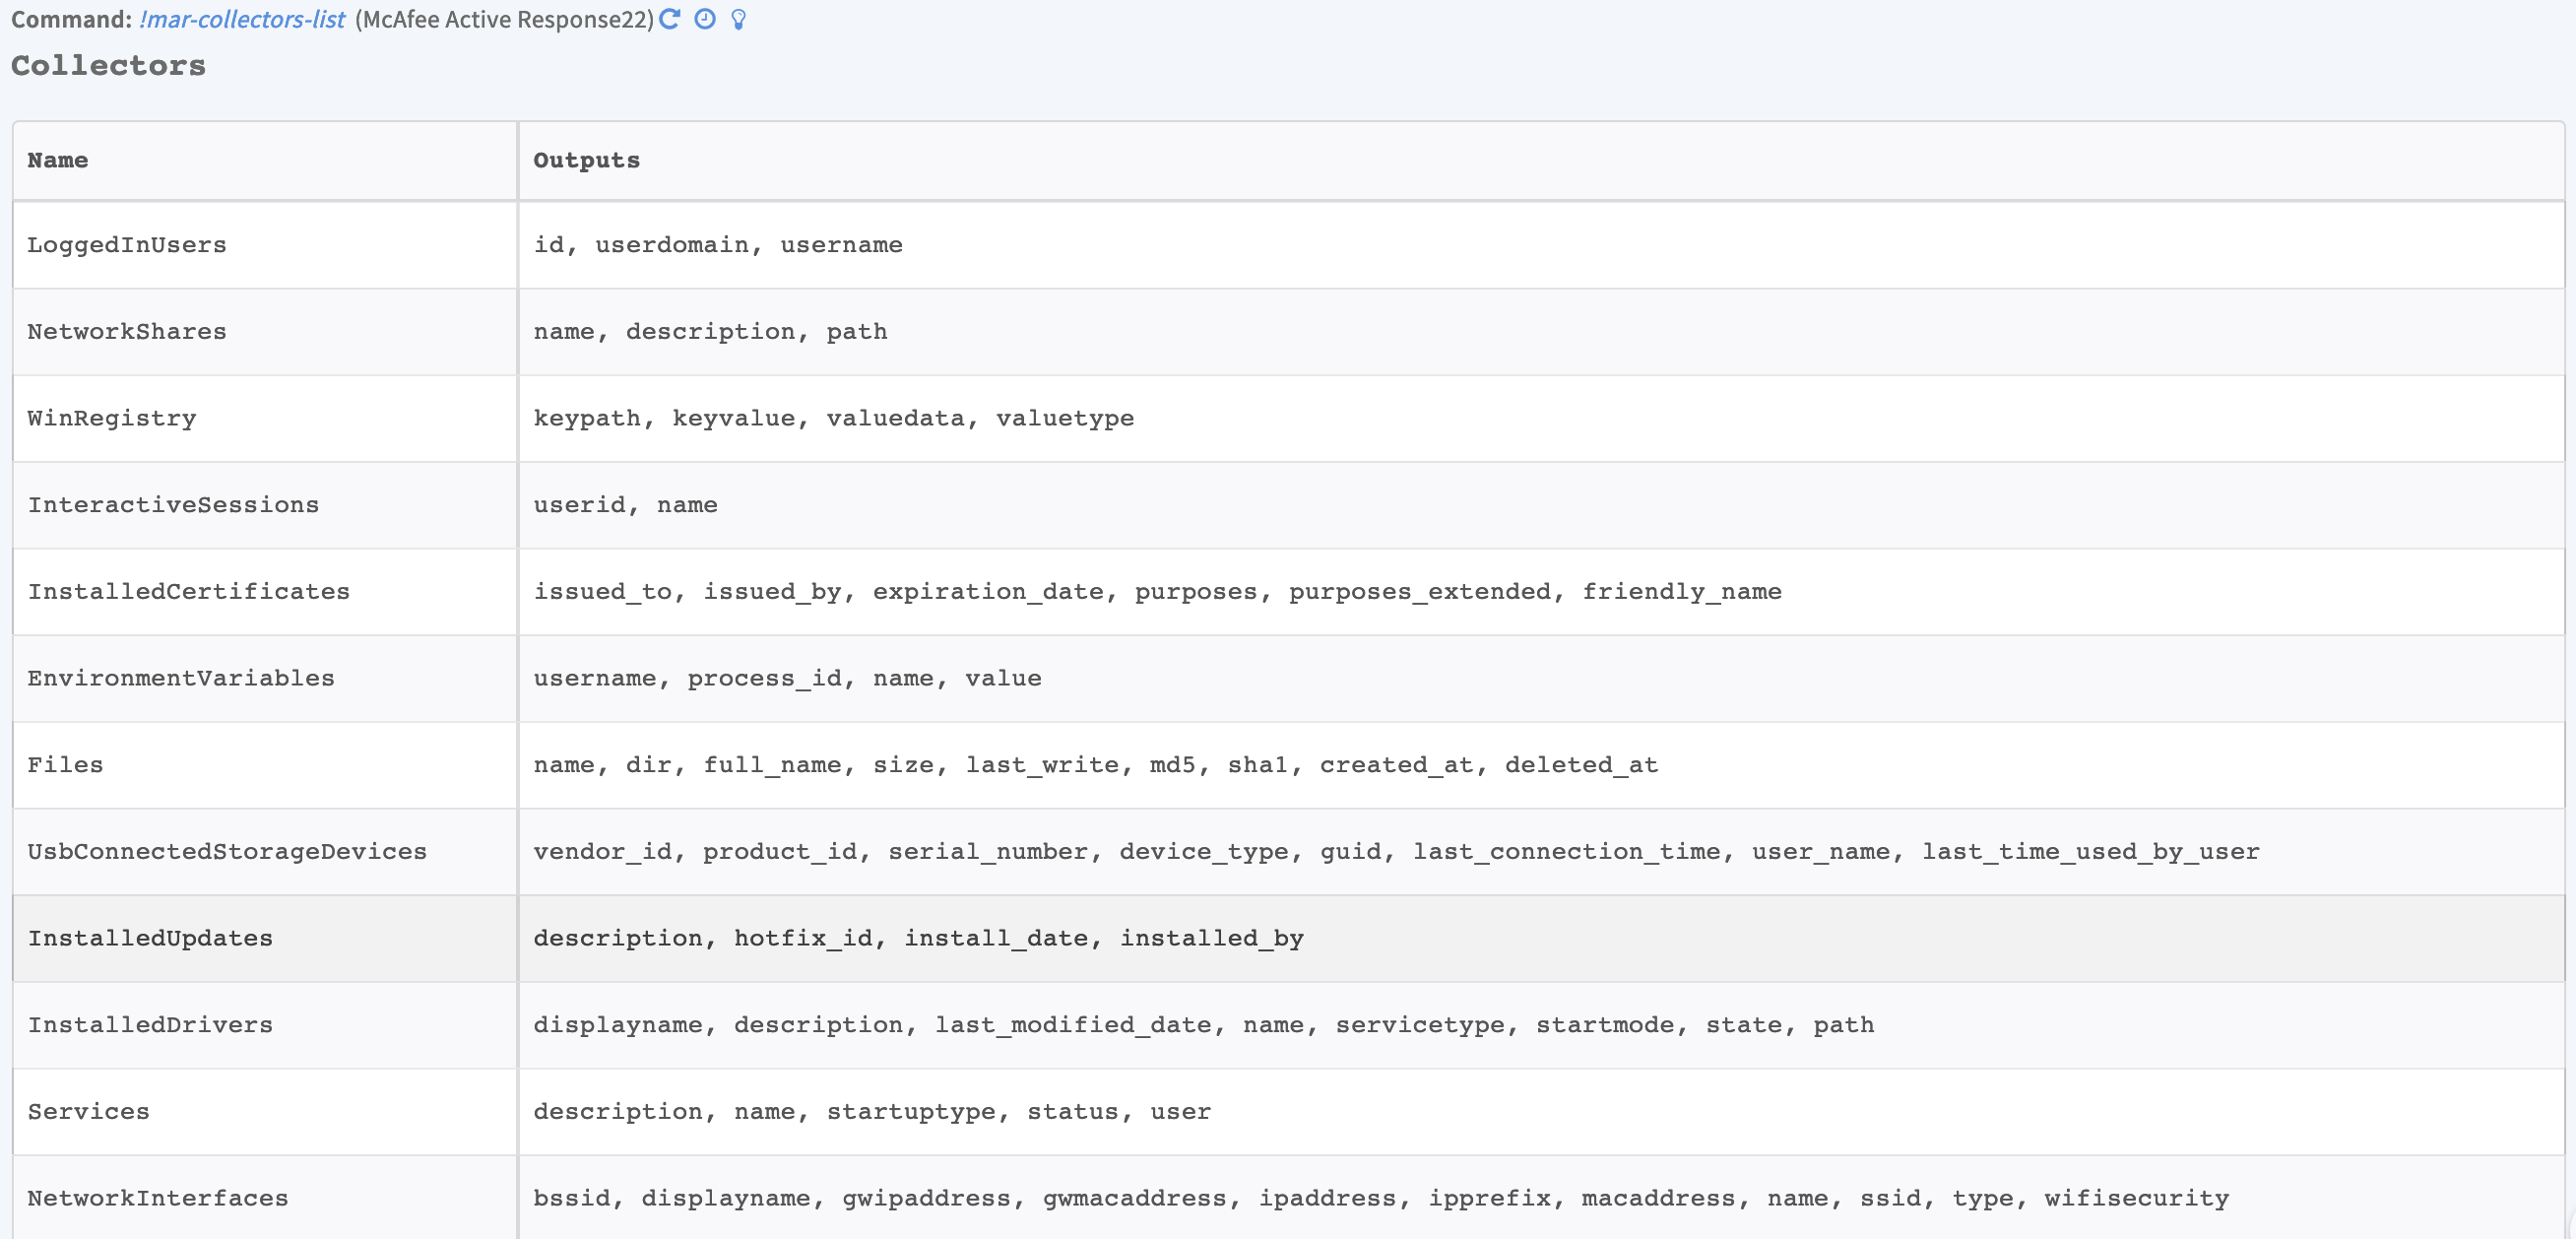 Command: !mar-collectors-list (McAfee Active Response22)
Collectors
Name Outputs
LoggedInUsers id, userdomain, username
NetworkShares name, description, path
WinRegistry keypath, keyvalue, valuedata, valuetype
InteractiveSessions userid, name
InstalledCertificates issued_to, issued_by, expiration_date, purposes, purposes_extended, friendly_name
EnvironmentVariables username, process_id, name, value
Files name, dir, full_name, size, last_write, md5, sha1, created_at, deleted_at
UsbConnectedStorageDevices vendor_id, product_id, serial_number, device_type, guid, last_connection_time, user_name, last_time_used_by_user
InstalledUpdates description, hotfix_id, install_date, installed_by
InstalledDrivers displayname, description, last_modified_date, name, servicetype, startmode, state, path
Services description, name, startuptype, status, user
NetworkInterfaces bssid, displayname, gwipaddress, gwmacaddress, ipaddress, ipprefix, macaddress, name, ssid, type, wifisecurity